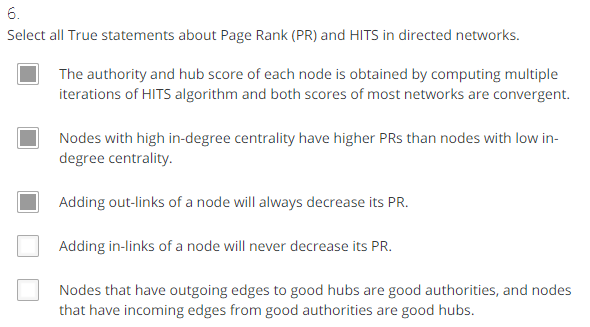 6.
Select all True statements about Page Rank (PR) and HITS in directed networks.
The authority and hub score of each node is obtained by computing multiple
iterations of HITS algorithm and both scores of most networks are convergent.
Nodes with high in-degree centrality have higher PRs than nodes with low in-
degree centrality.
Adding out-links of a node will always decrease its PR.
Adding in-links of a node will never decrease its PR.
Nodes that have outgoing edges to good hubs are good authorities, and nodes
that have incoming edges from good authorities are good hubs.